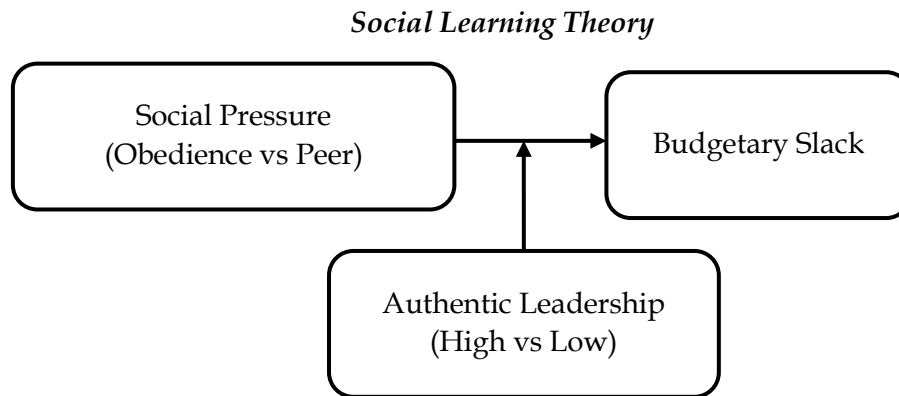 Social Learning Theory
Social Pressure
(Obedience vs Peer)
Budgetary Slack
Authentic Leadership
(High vs Low)